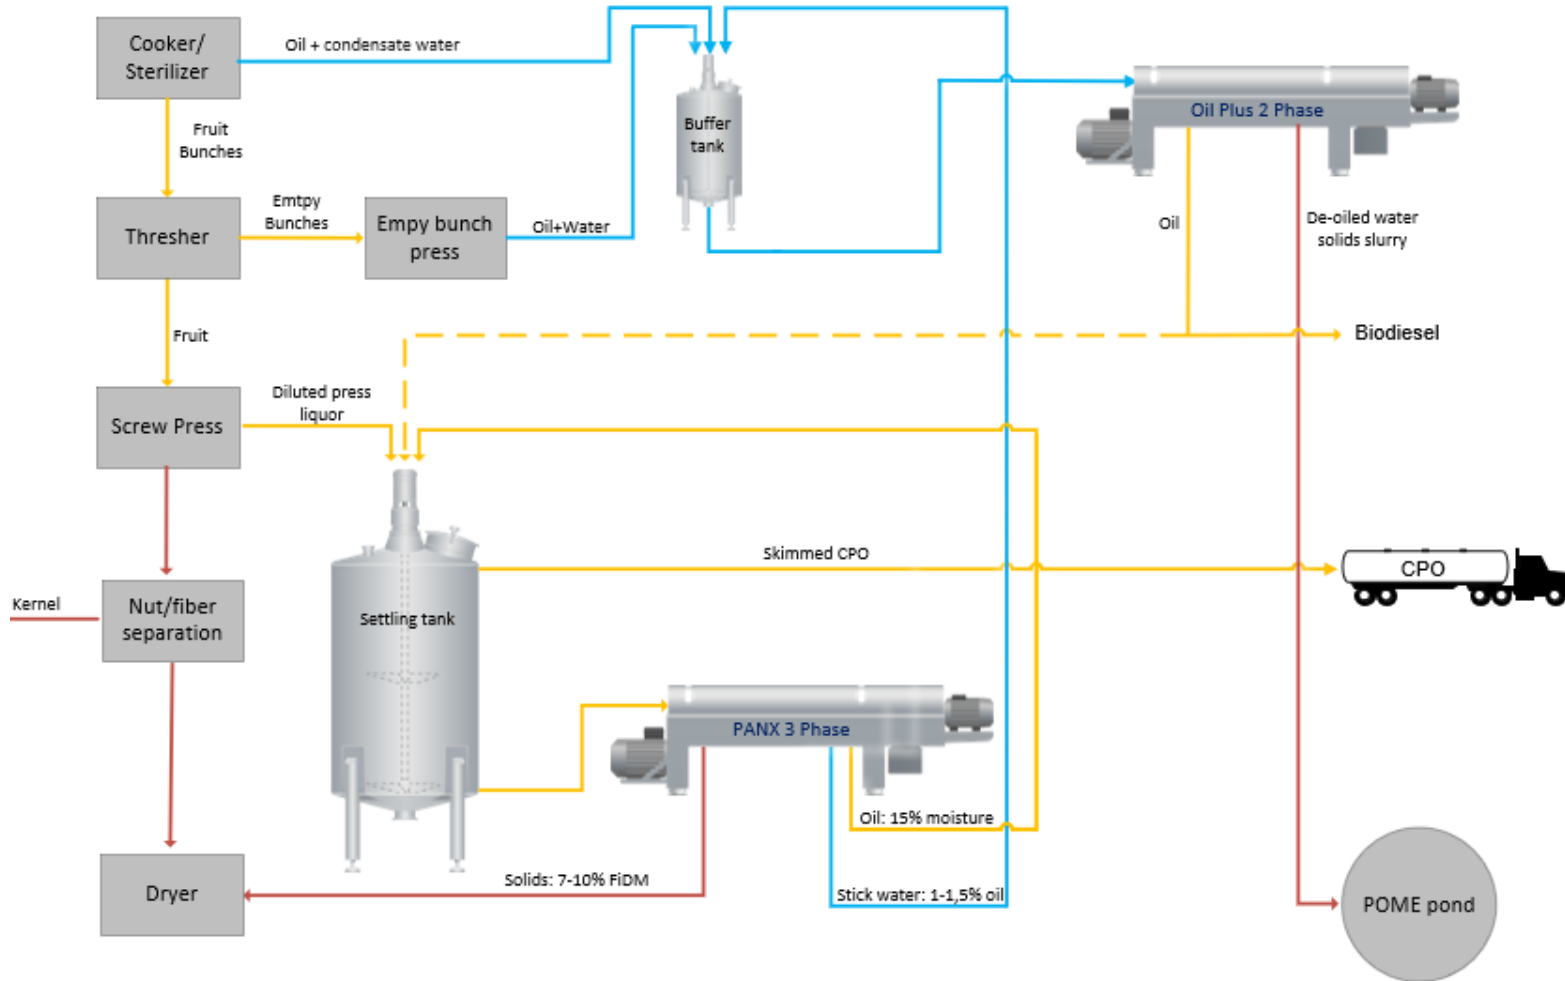 Cooker/
Sterilizer
Oil + condensate water
Buffer
tank
Oil Plus 2 Phase
Fruit
Bunches
Thresher
Emtpy
Bunches
Empy bunch
press
Oil+Water
Oil
De-oiled water
solids slurry
Biodiesel
Fruit
Screw Press
Diluted press
liquor
Skimmed CPO
CPO
Kernel
Nut/fiber
separation
Settling tank
PANX 3 Phase
Oil: 15% moisture
Solids: 7-10% FiDM
Stick water: 1-1,5% oil
Dryer
POME pond